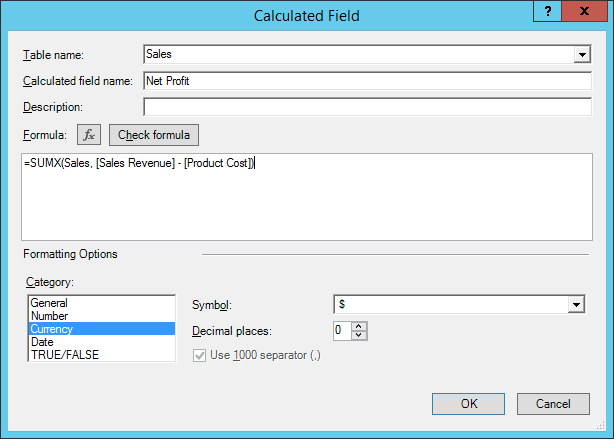 Calculated Field
?
x
Table name: Sales
Calculated field name: Net Profit
Description:
Formula: fx Check formula
=SUMX(Sales, [Sales Revenue] - [Product Cost])
Formatting Options
Category:
General
Number
Currency
Date
TRUE/FALSE
Symbol: $
Decimal places: 0
Use 1000 separator (,)
OK Cancel